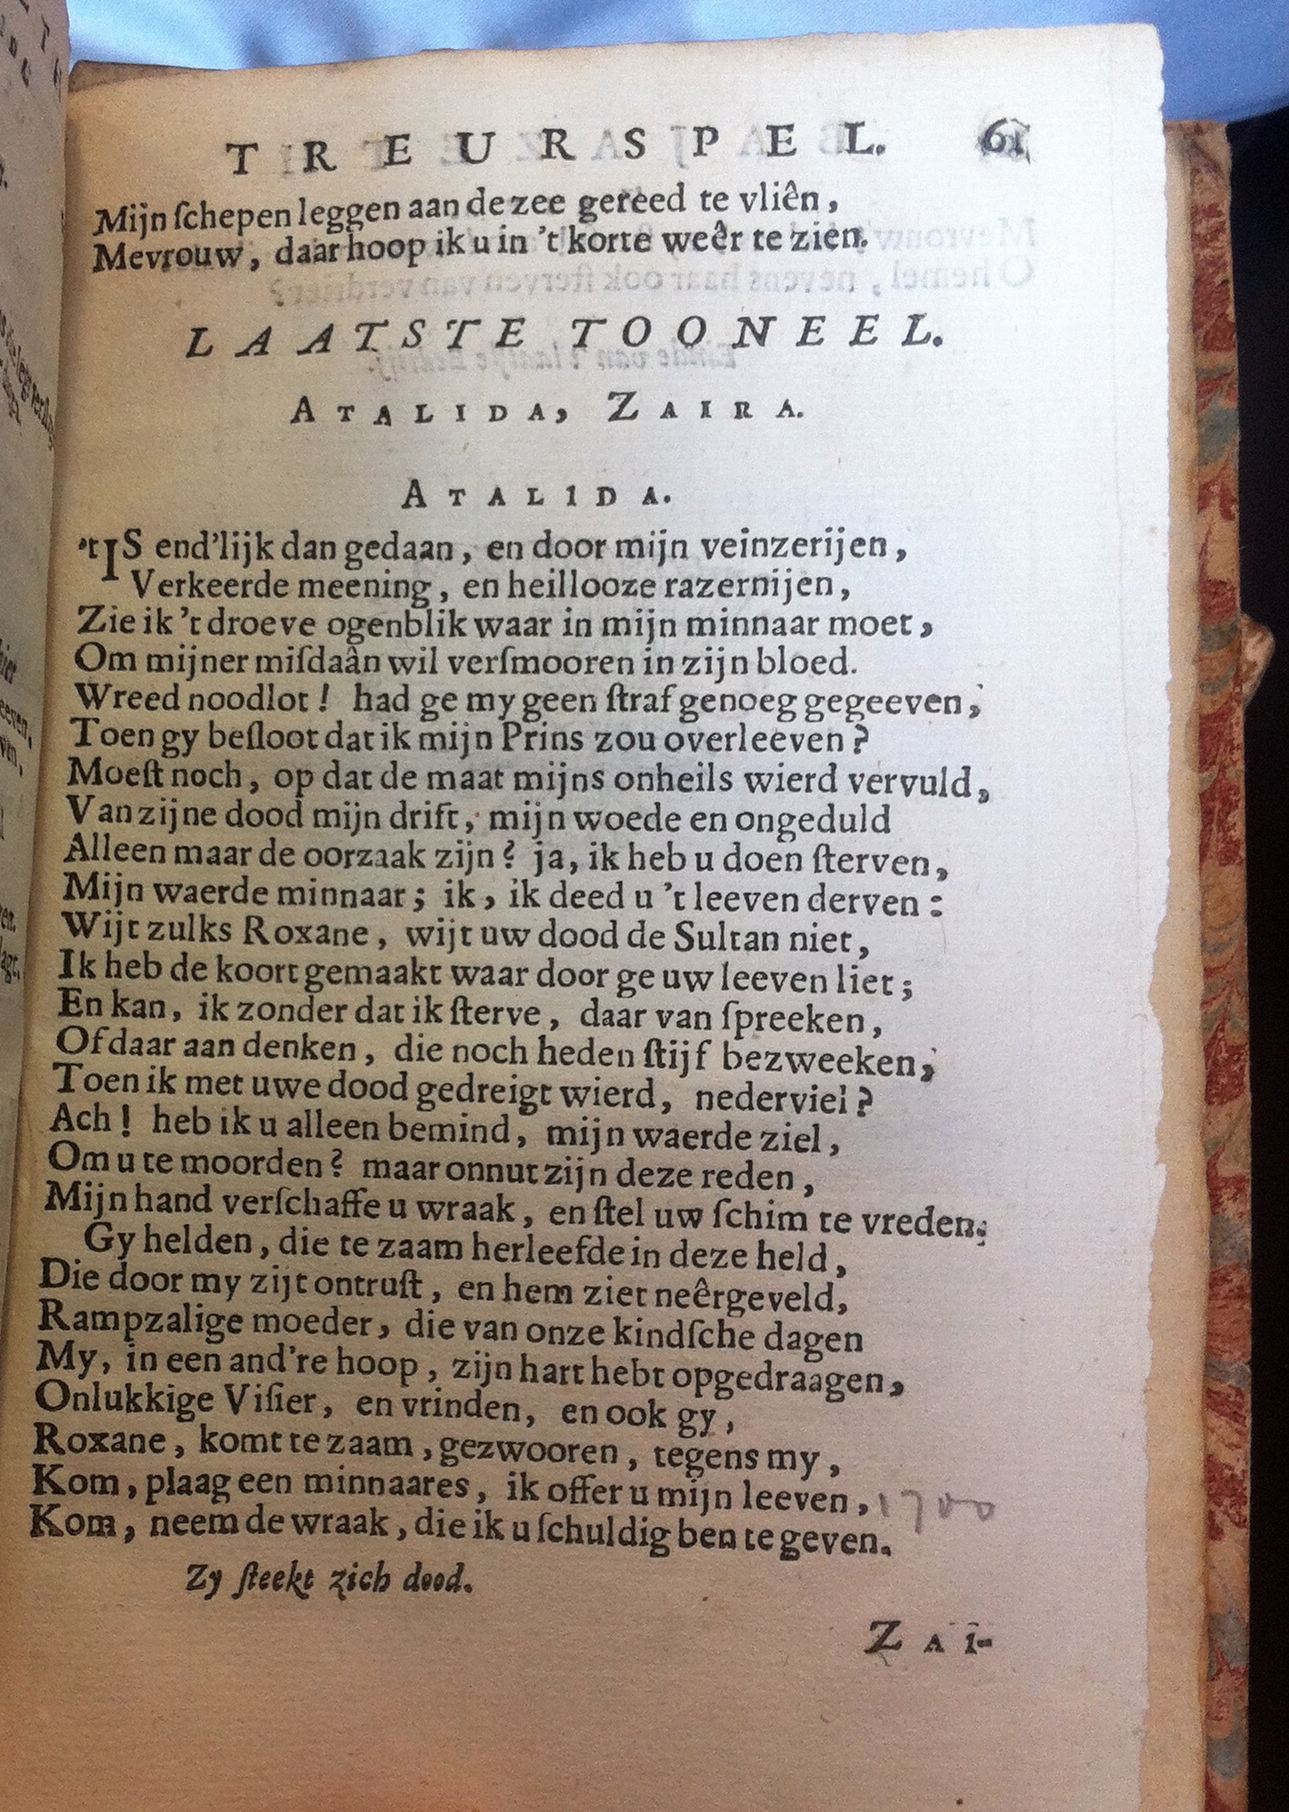 TREURSPEL. 61
Mijn ſchepen leggen aan de zee gereed te vliên,
Mevrouw, daar hoop ik u in 't korte weêr te zien.
LAATSTE TOONEEL.
ATALIDA, ZAIRA.
ATALIDA.
'tIS end'lijk dan gedaan, en door mijn veinzerijen,
Verkeerde meening, en heillooze razernijen,
Zie ik 't droeve ogenblik waar in mijn minnaar moet,
Om mijner miſdaân wil verſmooren in zijn bloed.
Wreed noodlot! had ge my geen ſtraf genoeg gegeeven,
Toen gy beſloot dat ik mijn Prins zou overleeven?
Moeſt noch, op dat de maat mijns onheils wierd vervuld,
Van zijne dood mijn drift, mijn woede en ongeduld
Alleen maar de oorzaak zijn? ja, ik heb u doen ſterven,
Mijn waerde minnaar; ik, ik deed u 't leeven derven:
Wijt zulks Roxane, wijt uw dood de Sultan niet,
Ik heb de koort gemaakt waar door ge uw leeven liet;
En kan, ik zonder dat ik ſterve, daar van ſpreeken,
Of daar aan denken, die noch heden ſtijf bezweeken,
Toen ik met uwe dood gedreigt wierd, nederviel?
Ach! heb ik u alleen bemind, mijn waerde ziel,
Om u te moorden? maar onnut zijn deze reden,
Mijn hand verſchaffe u wraak, en ſtel uw ſchim te vreden.
Gy helden, die te zaam herleefde in deze held,
Die door my zijt ontruſt, en hem ziet neêrgeveld,
Rampzalige moeder, die van onze kindſche dagen
My, in een and're hoop, zijn hart hebt opgedraagen,
Onlukkige Viſier, en vrinden, en ook gy,
Roxane, komt te zaam, gezwooren, tegens my,
Kom, plaag een minnaares, ik offer u mijn leeven, 1700
Kom, neem de wraak, die ik u ſchuldig ben te geven.
Zy ſteekt zich dood.
ZAI-